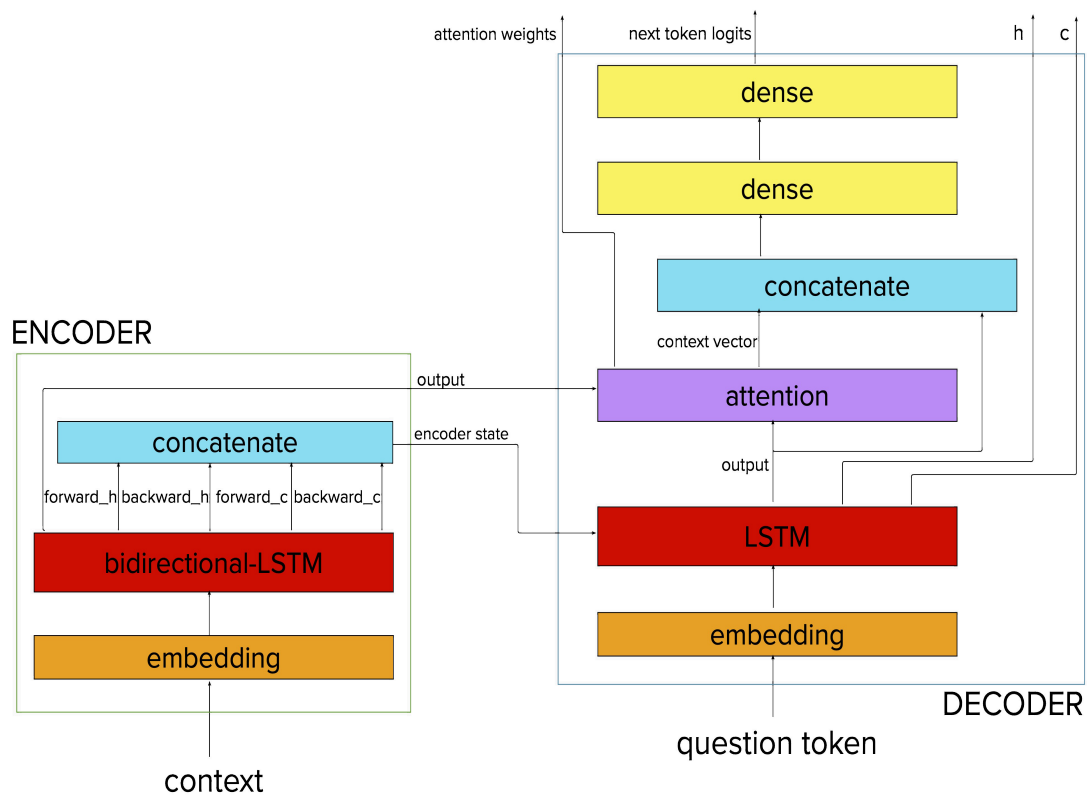 attention weights
next token logits
h
c
dense
dense
concatenate
context vector
attention
output
LSTM
embedding
DECODER
question token
ENCODER
output
encoder state
concatenate
forward_h
backward_h
forward_c
backward_c
bidirectional-LSTM
embedding
context